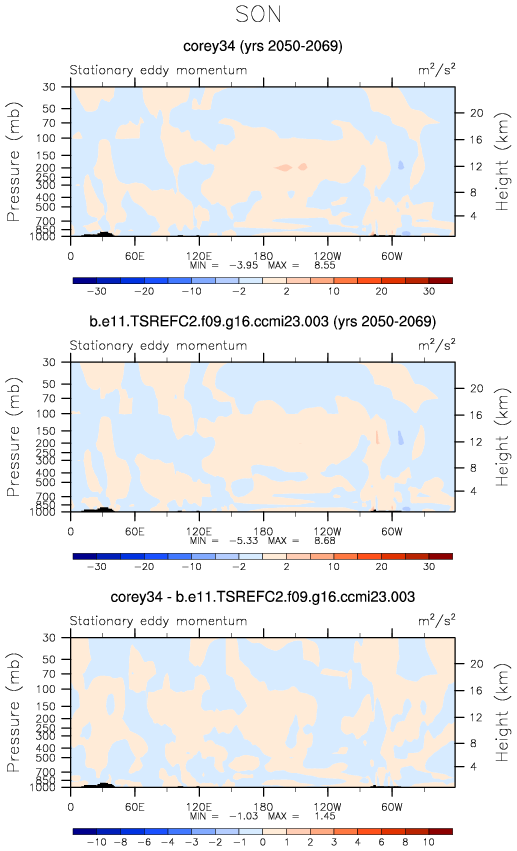 SON
corey34 (yrs 2050-2069)
Stationary eddy momentum m²/s²
Pressure (mb)
Height (km)
30
50
70
100
150
200
250
300
400
500
700
850
1000
20
16
12
8
4
0 60E 120E 180 120W 60W
MIN = -3.95 MAX = 8.55
-30 -20 -10 -2 2 10 20 30
b.e11.TSREFC2.f09.g16.ccmi23.003 (yrs 2050-2069)
Stationary eddy momentum m²/s²
Pressure (mb)
Height (km)
30
50
70
100
150
200
250
300
400
500
700
850
1000
20
16
12
8
4
0 60E 120E 180 120W 60W
MIN = -5.33 MAX = 8.68
-30 -20 -10 -2 2 10 20 30
corey34 - b.e11.TSREFC2.f09.g16.ccmi23.003
Stationary eddy momentum m²/s²
Pressure (mb)
Height (km)
30
50
70
100
150
200
250
300
400
500
700
850
1000
20
16
12
8
4
0 60E 120E 180 120W 60W
MIN = -1.03 MAX = 1.45
-10 -8 -6 -4 -2 -1 0 1 2 4 6 8 10